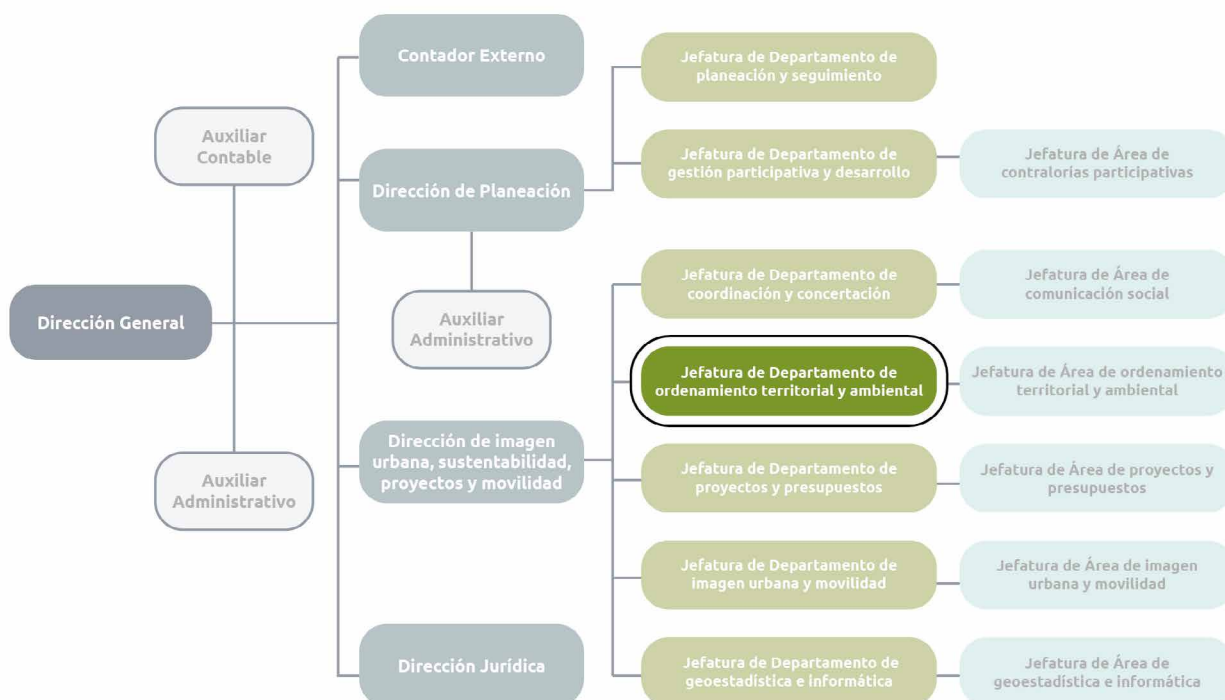 Contador Externo
Jefatura de Departamento de
planeación y seguimiento
Auxiliar
Contable
Jefatura de Departamento de
gestión participativa y desarrollo
Jefatura de Área de
contralorías participativas
Dirección de Planeación
Jefatura de Departamento de
coordinación y concertación
Jefatura de Área de
comunicación social
Dirección General
Auxiliar
Administrativo
Jefatura de Departamento de
ordenamiento territorial y ambiental
Jefatura de Área de ordenamiento
territorial y ambiental
Dirección de imagen
urbana, sustentabilidad,
proyectos y movilidad
Auxiliar
Administrativo
Jefatura de Departamento de
proyectos y presupuestos
Jefatura de Área de proyectos y
presupuestos
Jefatura de Departamento de
imagen urbana y movilidad
Jefatura de Área de imagen
urbana y movilidad
Dirección Jurídica
Jefatura de Departamento de
geoestadística e informática
Jefatura de Área de
geoestadística e informática